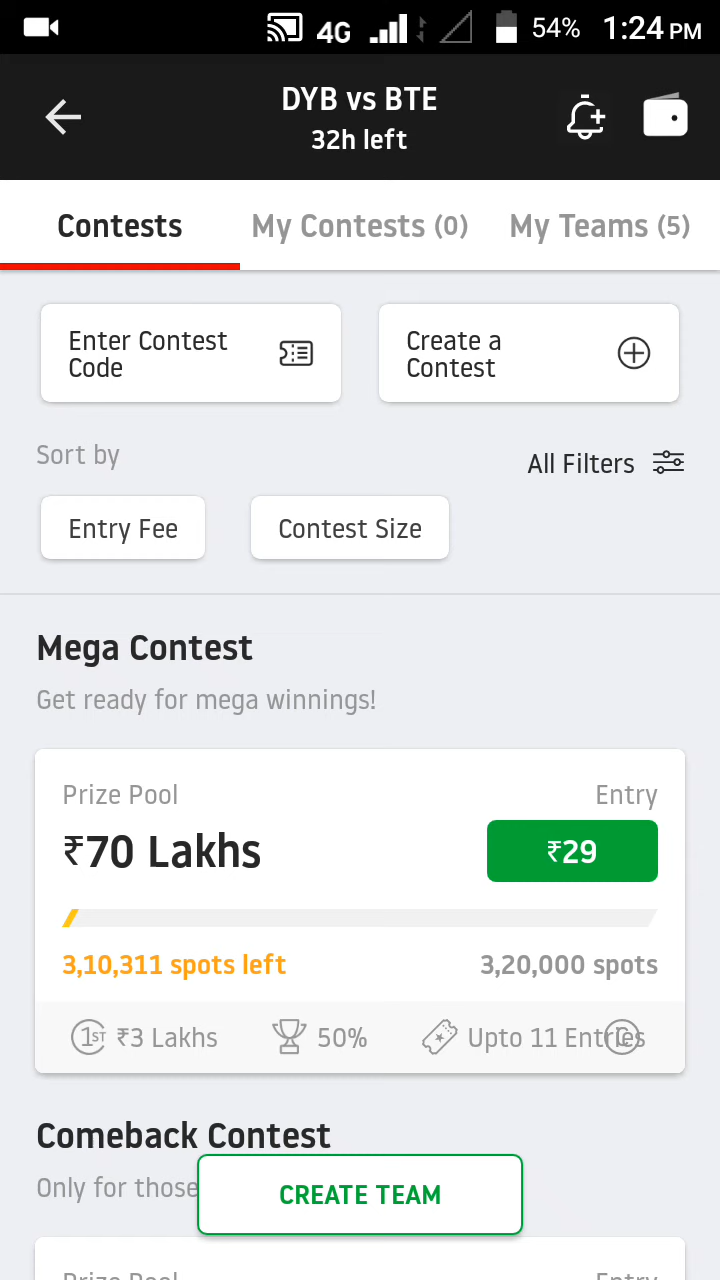 4G 54% 1:24 PM
DYB vs BTE
32h left
Contests My Contests (0) My Teams (5)
Enter Contest
Code
Create a
Contest
Sort by
All Filters
Entry Fee Contest Size
Mega Contest
Get ready for mega winnings!
Prize Pool Entry
₹70 Lakhs ₹29
3,10,311 spots left 3,20,000 spots
1ST ₹3 Lakhs 50% Upto 11 Entries C
Comeback Contest
Only for those
CREATE TEAM
Prize Pool Entry